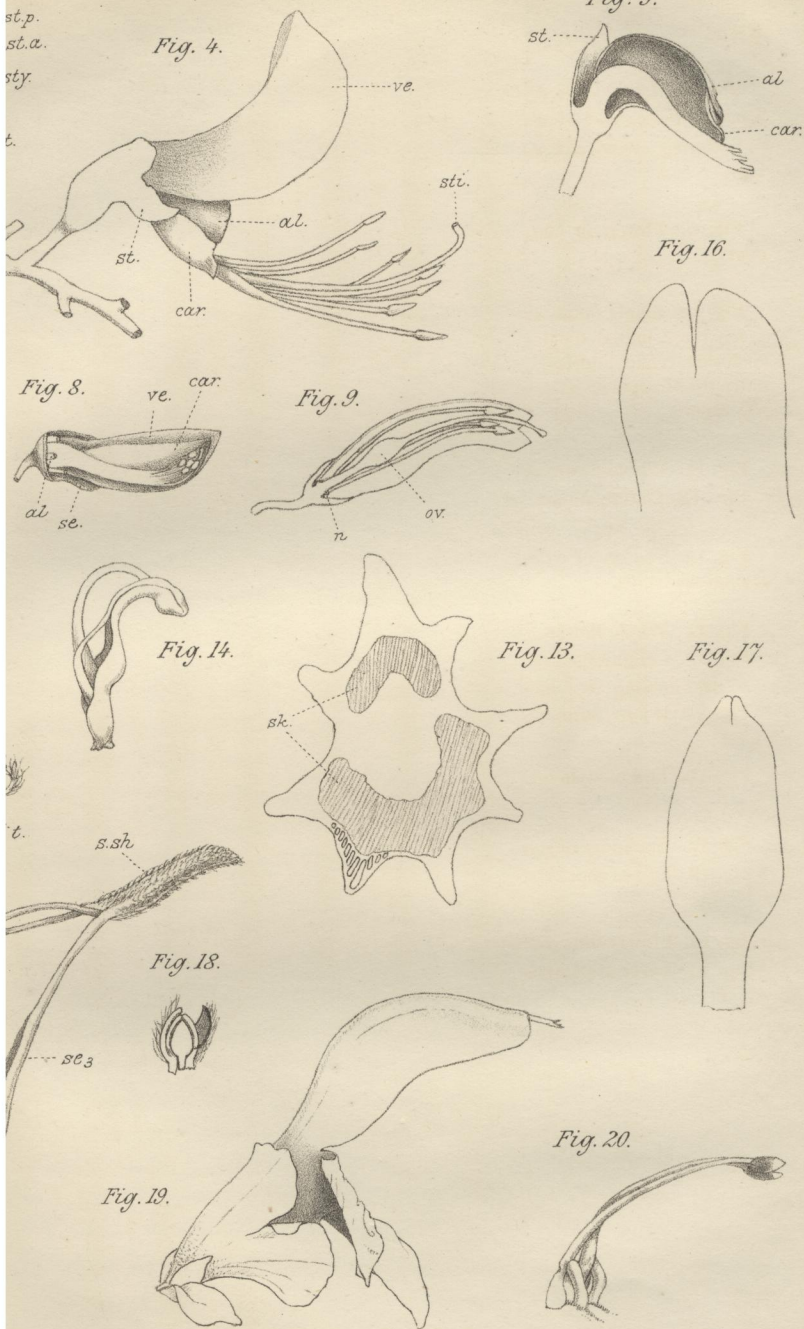 st.p.
st.a.
sty.
t.
Fig. 4.
ve.
sti.
al.
st.
car.
st.
al
car.
Fig. 16.
Fig. 8.
ve.
car.
al
se.
Fig. 9.
ov.
n
Fig. 14.
Fig. 13.
sk.
Fig. 17.
t.
s.sh
se3
Fig. 18.
Fig. 19.
Fig. 20.